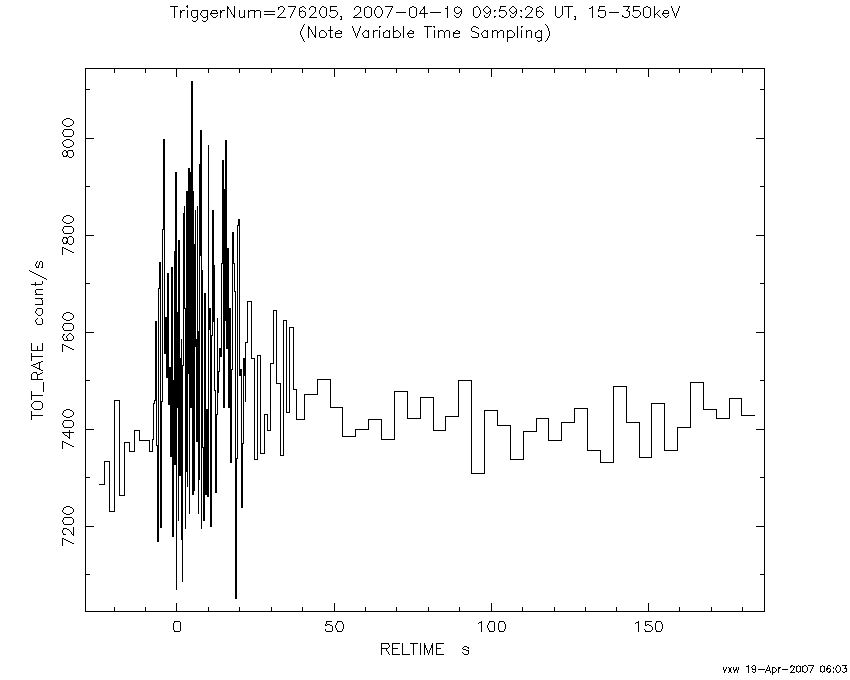 TriggerNum=276205, 2007-04-19 09:59:26 UT, 15-350keV
(Note Variable Time Sampling)
8000
7800
7600
7400
7200
TOT_RATE count/s
0 50 100 150
RELTIME s
vxw 19-Apr-2007 06:03